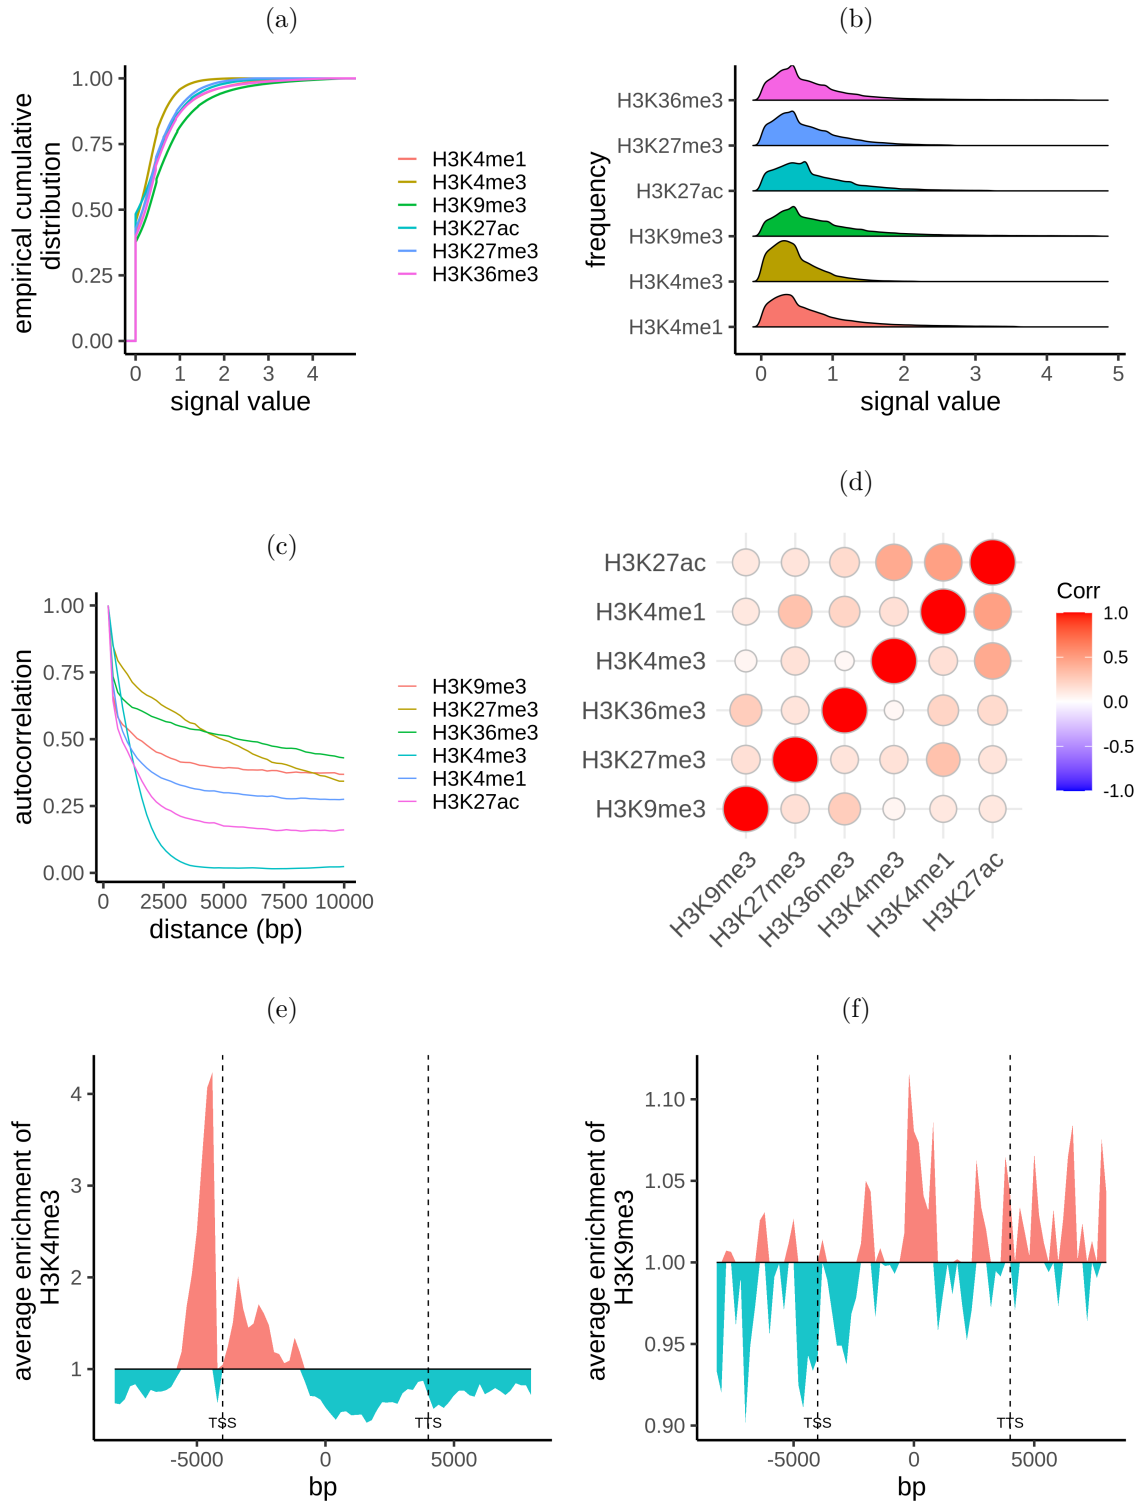 (a)
1.00
0.75
0.50
0.25
0.00
0 1 2 3 4
signal value
empirical cumulative
distribution
H3K4me1
H3K4me3
H3K9me3
H3K27ac
H3K27me3
H3K36me3
(b)
frequency
H3K36me3
H3K27me3
H3K27ac
H3K9me3
H3K4me3
H3K4me1
0 1 2 3 4 5
signal value
(c)
autocorrelation
1.00
0.75
0.50
0.25
0.00
0 2500 5000 7500 10000
distance (bp)
H3K9me3
H3K27me3
H3K36me3
H3K4me3
H3K4me1
H3K27ac
(d)
H3K27ac
H3K4me1
H3K4me3
H3K36me3
H3K27me3
H3K9me3
H3K9me3 H3K27me3 H3K36me3 H3K4me3 H3K4me1 H3K27ac
Corr
1.0
0.5
0.0
-0.5
-1.0
(e)
average enrichment of
H3K4me3
4
3
2
1
TSS TTS
-5000 0 5000
bp
(f)
average enrichment of
H3K9me3
1.10
1.05
1.00
0.95
0.90
TSS TTS
-5000 0 5000
bp